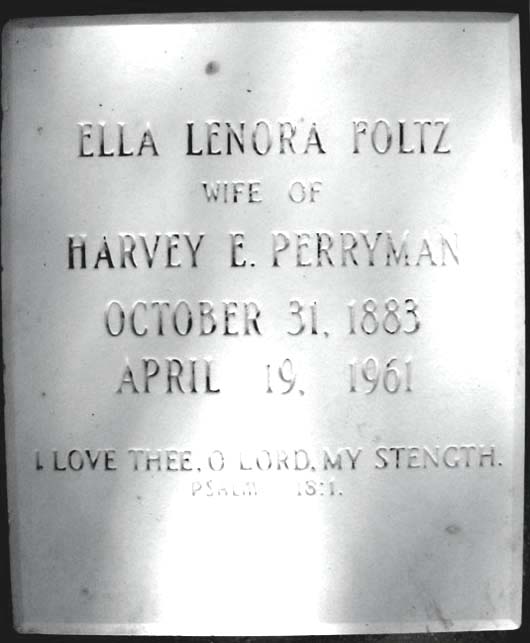 ELLA LENORA FOLTZ
WIFE OF
HARVEY E. PERRYMAN
OCTOBER 31, 1883
APRIL 19, 1961
I LOVE THEE, O LORD, MY STENGTH.
PSALM 18:1.